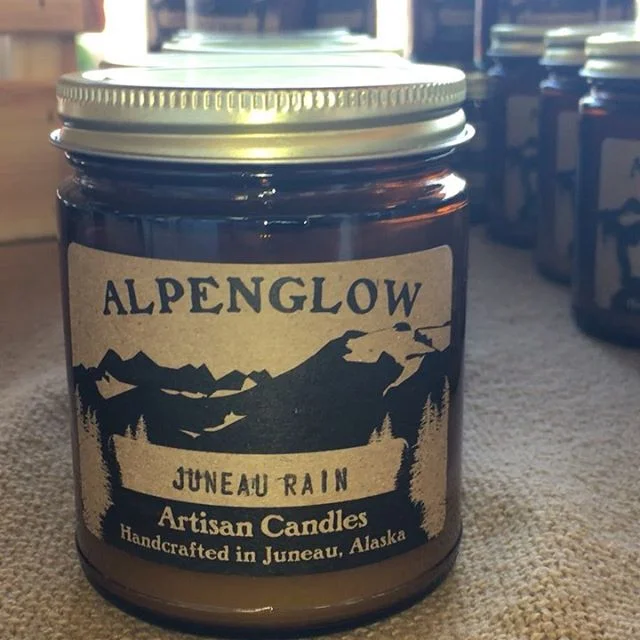 ALPENGLOW
JUNEAU RAIN
Artisan Candles
Handcrafted in Juneau, Alaska